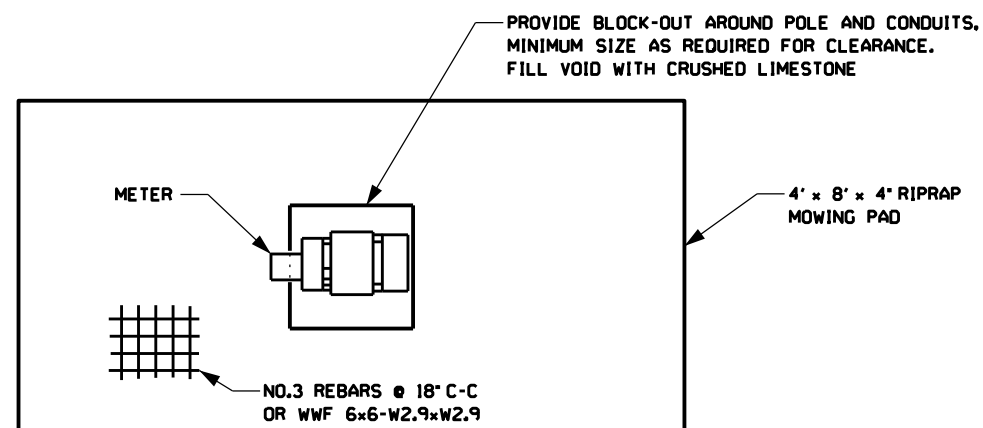 PROVIDE BLOCK-OUT AROUND POLE AND CONDUITS,
MINIMUM SIZE AS REQUIRED FOR CLEARANCE.
FILL VOID WITH CRUSHED LIMESTONE
METER
4' x 8' x 4" RIPRAP
MOWING PAD
NO.3 REBARS @ 18" C-C
OR WWF 6x6-W2.9xW2.9